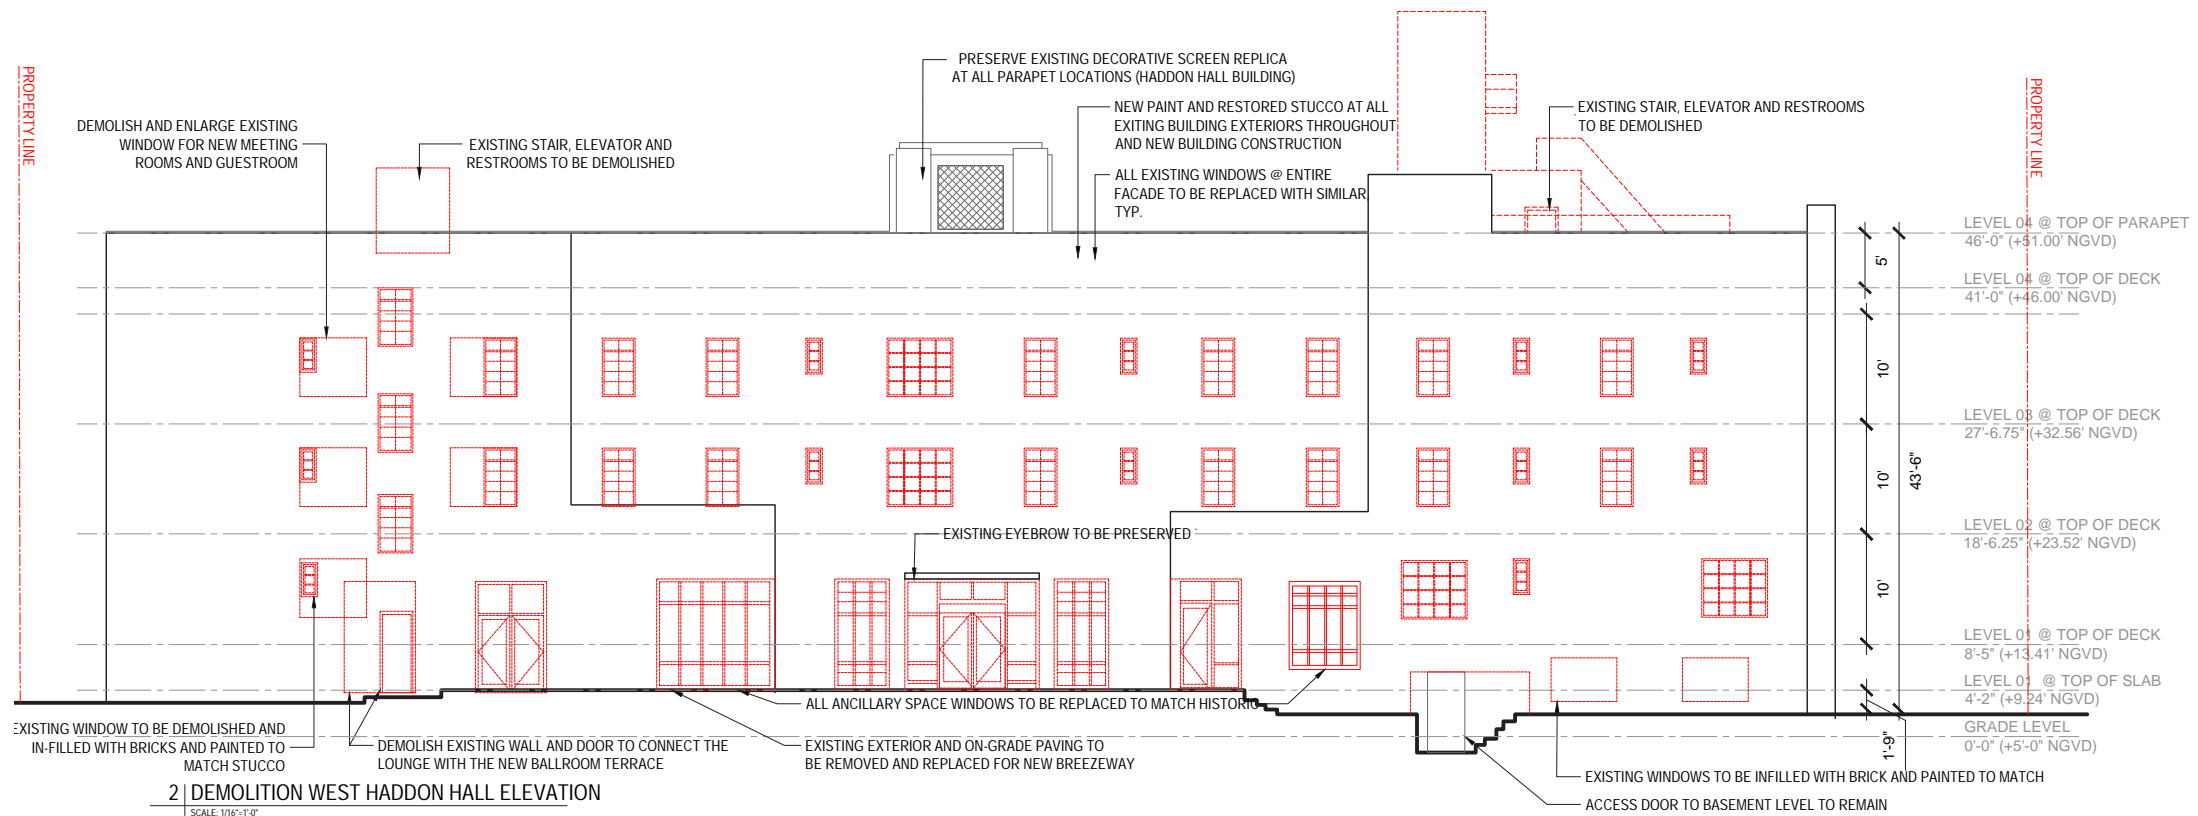 PROPERTY LINE
PRESERVE EXISTING DECORATIVE SCREEN REPLICA
AT ALL PARAPET LOCATIONS (HADDON HALL BUILDING)
DEMOLISH AND ENLARGE EXISTING
WINDOW FOR NEW MEETING
ROOMS AND GUESTROOM
EXISTING STAIR, ELEVATOR AND
RESTROOMS TO BE DEMOLISHED
NEW PAINT AND RESTORED STUCCO AT ALL
EXITING BUILDING EXTERIORS THROUGHOUT
AND NEW BUILDING CONSTRUCTION
ALL EXISTING WINDOWS @ ENTIRE
FACADE TO BE REPLACED WITH SIMILAR,
TYP.
EXISTING STAIR, ELEVATOR AND RESTROOMS
TO BE DEMOLISHED
PROPERTY LINE
LEVEL 04 @ TOP OF PARAPET
46'-0" (+51.00' NGVD)
5'
LEVEL 04 @ TOP OF DECK
41'-0" (+46.00' NGVD)
10'
LEVEL 03 @ TOP OF DECK
27'-6.75" (+32.56' NGVD)
10'
43'-6"
LEVEL 02 @ TOP OF DECK
18'-6.25" (+23.52' NGVD)
10'
LEVEL 01 @ TOP OF DECK
8'-5" (+13.41' NGVD)
LEVEL 01 @ TOP OF SLAB
4'-2" (+9.24' NGVD)
GRADE LEVEL
0'-0" (+5'-0" NGVD)
1'-9"
EXISTING EYEBROW TO BE PRESERVED
ALL ANCILLARY SPACE WINDOWS TO BE REPLACED TO MATCH HISTORIC
EXISTING WINDOW TO BE DEMOLISHED AND
IN-FILLED WITH BRICKS AND PAINTED TO
MATCH STUCCO
DEMOLISH EXISTING WALL AND DOOR TO CONNECT THE
LOUNGE WITH THE NEW BALLROOM TERRACE
EXISTING EXTERIOR AND ON-GRADE PAVING TO
BE REMOVED AND REPLACED FOR NEW BREEZEWAY
EXISTING WINDOWS TO BE INFILLED WITH BRICK AND PAINTED TO MATCH
ACCESS DOOR TO BASEMENT LEVEL TO REMAIN
2 DEMOLITION WEST HADDON HALL ELEVATION
SCALE: 1/16"=1'-0"